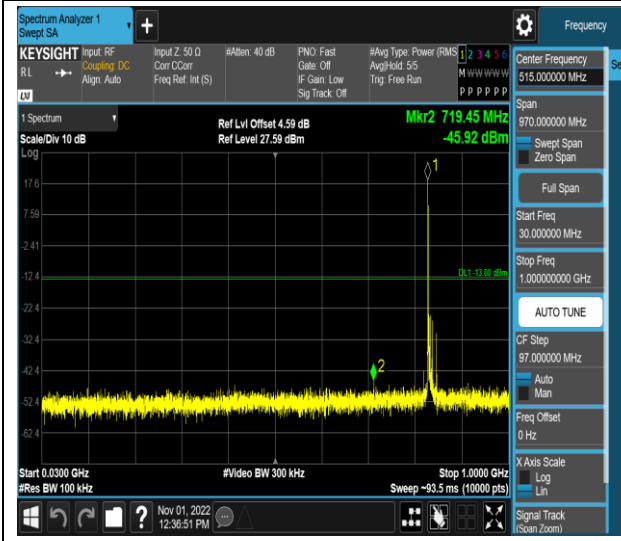 Spectrum Analyzer 1
Swept SA
Frequency
KEYSIGHT
RL
LXI
Input: RF
Coupling: DC
Align: Auto
Input Z: 50 Ω
Corr CCorr
Freq Ref: Int (S)
#Atten: 40 dB
PNO: Fast
Gate: Off
IF Gain: Low
Sig Track: Off
#Avg Type: Power (RMS
Avg|Hold: 5/5
Trig: Free Run
1 2 3 4 5 6
M W W W W W
P P P P P P
1 Spectrum
Scale/Div 10 dB
Log
Ref Lvl Offset 4.59 dB
Ref Level 27.59 dBm
Mkr2 719.45 MHz
-45.92 dBm
1
17.6
7.59
-2.41
-12.4
DL1 -13.00 dBm
-22.4
-32.4
-42.4
2
-52.4
-62.4
Start 0.0300 GHz
#Res BW 100 kHz
#Video BW 300 kHz
Stop 1.0000 GHz
Sweep ~93.5 ms (10000 pts)
Nov 01, 2022
12:36:51 PM
Center Frequency
515.000000 MHz
Se
Span
970.000000 MHz
Swept Span
Zero Span
Full Span
Start Freq
30.000000 MHz
Stop Freq
1.000000000 GHz
AUTO TUNE
CF Step
97.000000 MHz
Auto
Man
Freq Offset
0 Hz
X Axis Scale
Log
Lin
Signal Track
(Span Zoom)